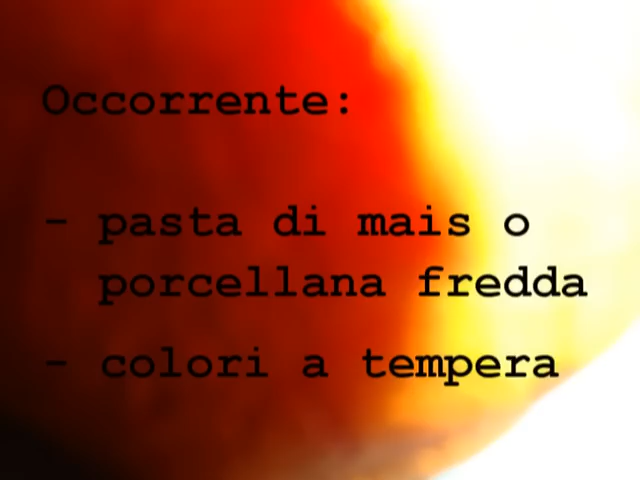 Occorrente:
- pasta di mais o
porcellana fredda
- colori a tempera